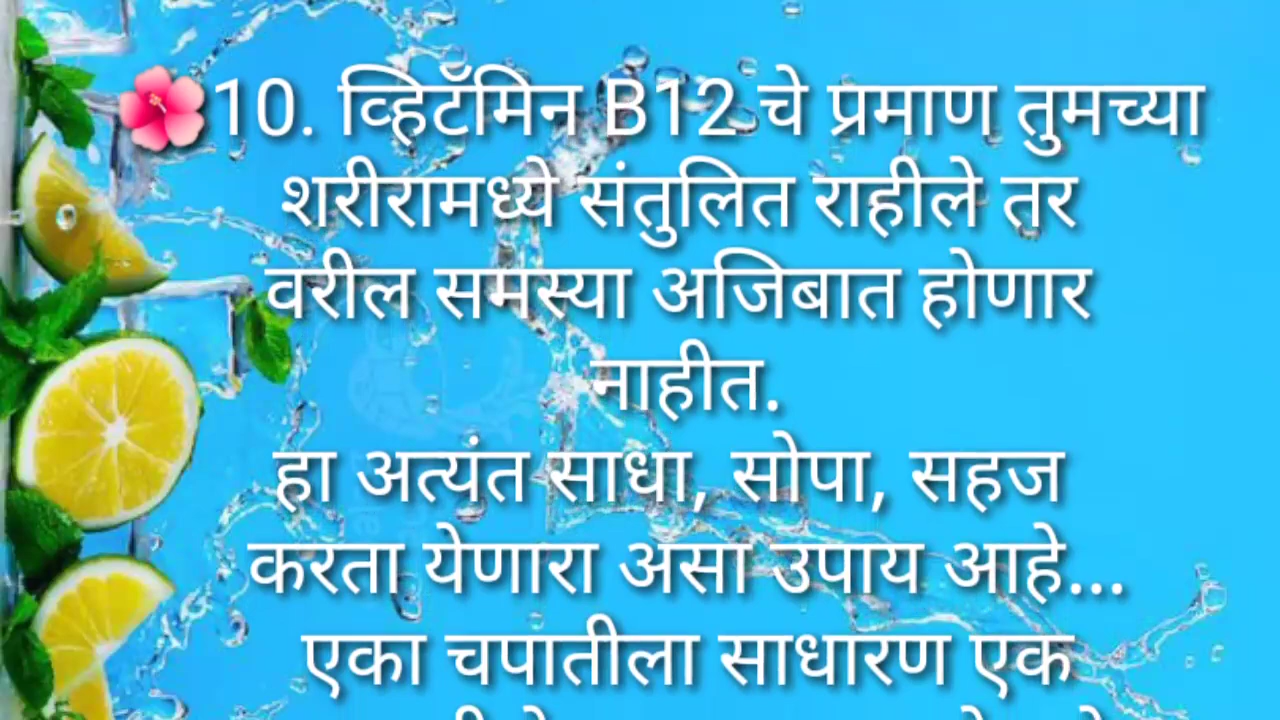 🌺10. व्हिटॅमिन B12 चे प्रमाण तुमच्या
शरीरामध्ये संतुलित राहीले तर
वरील समस्या अजिबात होणार
नाहीत.
हा अत्यंत साधा, सोपा, सहज
करता येणारा असा उपाय आहे...
एका चपातीला साधारण एक